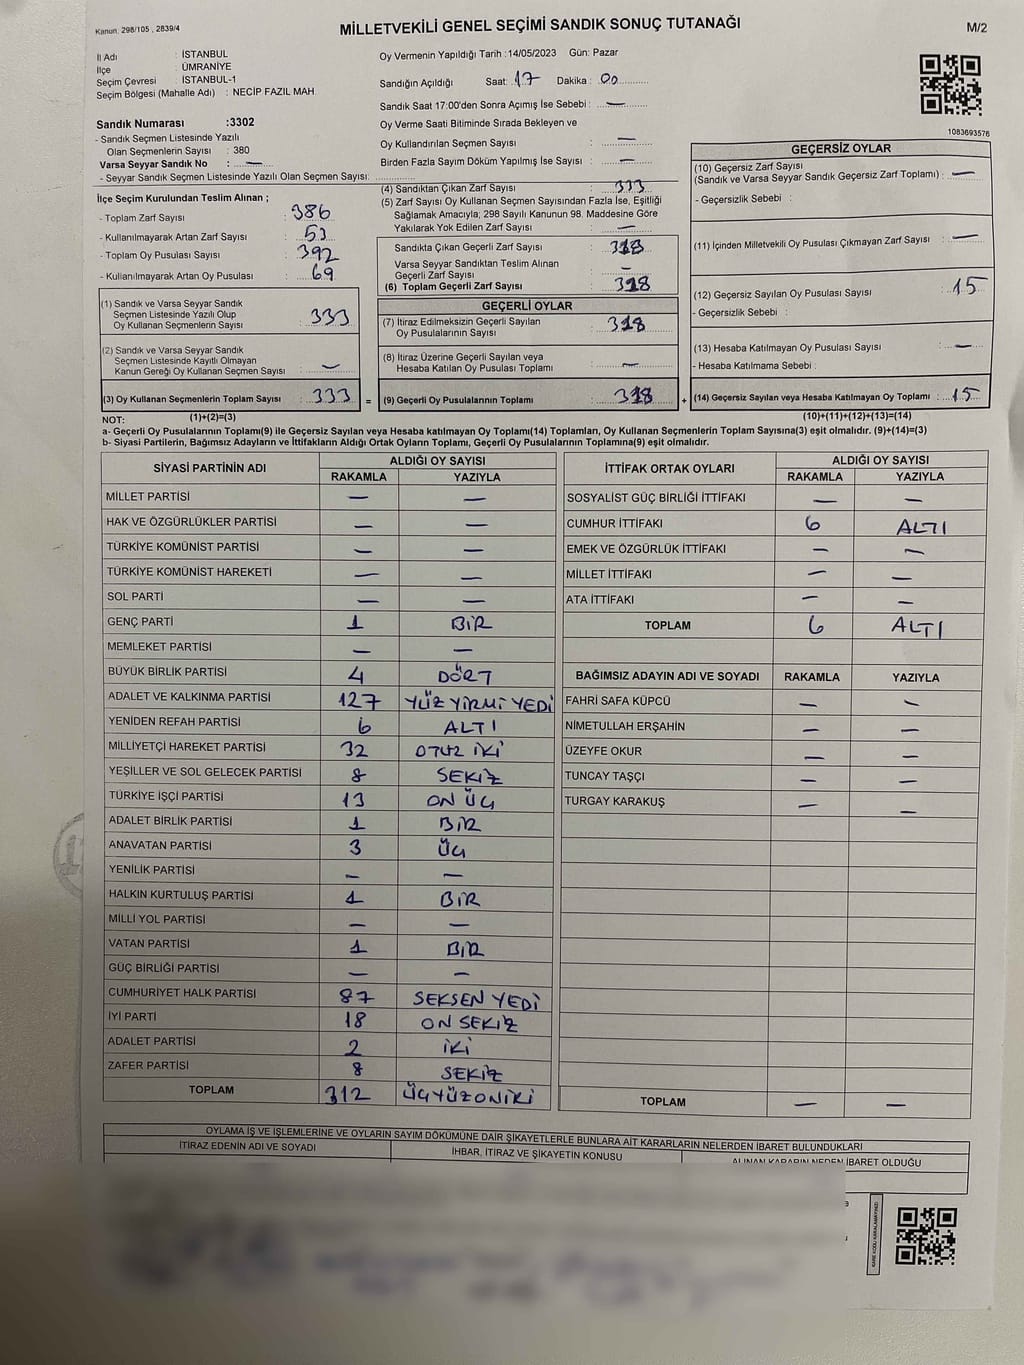 Kanun, 298/105 , 2839/4
MİLLETVEKİLİ GENEL SEÇİMİ SANDIK SONUÇ TUTANAĞI
M/2
İl Adı : İSTANBUL
İlçe : ÜMRANİYE
Seçim Çevresi : İSTANBUL-1
Seçim Bölgesi (Mahalle Adı) : NECİP FAZIL MAH
Sandık Numarası :3302
- Sandık Seçmen Listesinde Yazılı
Olan Seçmenlerin Sayısı : 380
Varsa Seyyar Sandık No : —
- Seyyar Sandık Seçmen Listesinde Yazılı Olan Seçmen Sayısı:
Oy Vermenin Yapıldığı Tarih : 14/05/2023 Gün: Pazar
Sandığın Açıldığı Saat: 17 Dakika : 00
Sandık Saat 17:00'den Sonra Açımış İse Sebebi : —
Oy Verme Saati Bitiminde Sırada Bekleyen ve
Oy Kullandırılan Seçmen Sayısı : —
Birden Fazla Sayım Döküm Yapılmış İse Sayısı : —
1083693576
İlçe Seçim Kurulundan Teslim Alınan ;
- Toplam Zarf Sayısı : 386
- Kullanılmayarak Artan Zarf Sayısı : 53
- Toplam Oy Pusulası Sayısı : 392
- Kullanılmayarak Artan Oy Pusulası : 69
(1) Sandık ve Varsa Seyyar Sandık
Seçmen Listesinde Yazılı Olup
Oy Kullanan Seçmenlerin Sayısı : 333
(2) Sandık ve Varsa Seyyar Sandık
Seçmen Listesinde Kayıtlı Olmayan
Kanun Gereği Oy Kullanan Seçmen Sayısı : —
(3) Oy Kullanan Seçmenlerin Toplam Sayısı : 333 =
(1)+(2)=(3)
(4) Sandıktan Çıkan Zarf Sayısı : 333
(5) Zarf Sayısı Oy Kullanan Seçmen Sayısından Fazla İse, Eşitliği
Sağlamak Amacıyla, 298 Sayılı Kanunun 98. Maddesine Göre
Yakılarak Yok Edilen Zarf Sayısı : —
Sandıkta Çıkan Geçerli Zarf Sayısı : 318
Varsa Seyyar Sandıktan Teslim Alınan
Geçerli Zarf Sayısı : —
(6) Toplam Geçerli Zarf Sayısı : 318
GEÇERLİ OYLAR
(7) İtiraz Edilmeksizin Geçerli Sayılan
Oy Pusulalarının Sayısı : 318
(8) İtiraz Üzerine Geçerli Sayılan veya
Hesaba Katılan Oy Pusulası Toplamı : —
(9) Geçerli Oy Pusulalarının Toplamı : 318 +
GEÇERSİZ OYLAR
(10) Geçersiz Zarf Sayısı
(Sandık ve Varsa Seyyar Sandık Geçersiz Zarf Toplamı) : —
- Geçersizlik Sebebi :
(11) İçinden Milletvekili Oy Pusulası Çıkmayan Zarf Sayısı : —
(12) Geçersiz Sayılan Oy Pusulası Sayısı : 15
- Geçersizlik Sebebi :
(13) Hesaba Katılmayan Oy Pusulası Sayısı : —
- Hesaba Katılmama Sebebi :
(14) Geçersiz Sayılan veya Hesaba Katılmayan Oy Toplamı : 15
(10)+(11)+(12)+(13)=(14)
NOT:
a- Geçerli Oy Pusulalarının Toplamı(9) ile Geçersiz Sayılan veya Hesaba katılmayan Oy Toplamı(14) Toplamları, Oy Kullanan Seçmenlerin Toplam Sayısına(3) eşit olmalıdır. (9)+(14)=(3)
b- Siyasi Partilerin, Bağımsız Adayların ve İttifakların Aldığı Ortak Oyların Toplamı, Geçerli Oy Pusulalarının Toplamına(9) eşit olmalıdır.
SİYASİ PARTİNİN ADI ALDIĞI OY SAYISI
RAKAMLA YAZIYLA
MİLLET PARTİSİ — —
HAK VE ÖZGÜRLÜKLER PARTİSİ — —
TÜRKİYE KOMÜNİST PARTİSİ — —
TÜRKİYE KOMÜNİST HAREKETİ — —
SOL PARTİ — —
GENÇ PARTİ 1 BİR
MEMLEKET PARTİSİ — —
BÜYÜK BİRLİK PARTİSİ 4 DÖRT
ADALET VE KALKINMA PARTİSİ 127 YÜZ YİRMİ YEDİ
YENİDEN REFAH PARTİSİ 6 ALTI
MİLLİYETÇİ HAREKET PARTİSİ 32 OTUZ İKİ
YEŞİLLER VE SOL GELECEK PARTİSİ 8 SEKİZ
TÜRKİYE İŞÇİ PARTİSİ 13 ON ÜÇ
ADALET BİRLİK PARTİSİ 1 BİR
ANAVATAN PARTİSİ 3 ÜÇ
YENİLİK PARTİSİ — —
HALKIN KURTULUŞ PARTİSİ 1 BİR
MİLLİ YOL PARTİSİ — —
VATAN PARTİSİ 1 BİR
GÜÇ BİRLİĞİ PARTİSİ — —
CUMHURİYET HALK PARTİSİ 87 SEKSEN YEDİ
İYİ PARTİ 18 ON SEKİZ
ADALET PARTİSİ 2 İKİ
ZAFER PARTİSİ 8 SEKİZ
TOPLAM 312 ÜÇYÜZONİKİ
İTTİFAK ORTAK OYLARI ALDIĞI OY SAYISI
RAKAMLA YAZIYLA
SOSYALİST GÜÇ BİRLİĞİ İTTİFAKI — —
CUMHUR İTTİFAKI 6 ALTI
EMEK VE ÖZGÜRLÜK İTTİFAKI — —
MİLLET İTTİFAKI — —
ATA İTTİFAKI — —
TOPLAM 6 ALTI
BAĞIMSIZ ADAYIN ADI VE SOYADI RAKAMLA YAZIYLA
FAHRİ SAFA KÜPCÜ — —
NİMETULLAH ERŞAHİN — —
ÜZEYFE OKUR — —
TUNCAY TAŞÇI — —
TURGAY KARAKUŞ — —
TOPLAM — —
OYLAMA İŞ VE İŞLEMLERİNE VE OYLARIN SAYIM DÖKÜMÜNE DAİR ŞİKAYETLERLE BUNLARA AİT KARARLARIN NELERDEN İBARET BULUNDUKLARI
İTİRAZ EDENİN ADI VE SOYADI IHBAR, İTİRAZ VE ŞİKAYETİN KONUSU ALINAN KARARIN NEDEN İBARET OLDUĞU